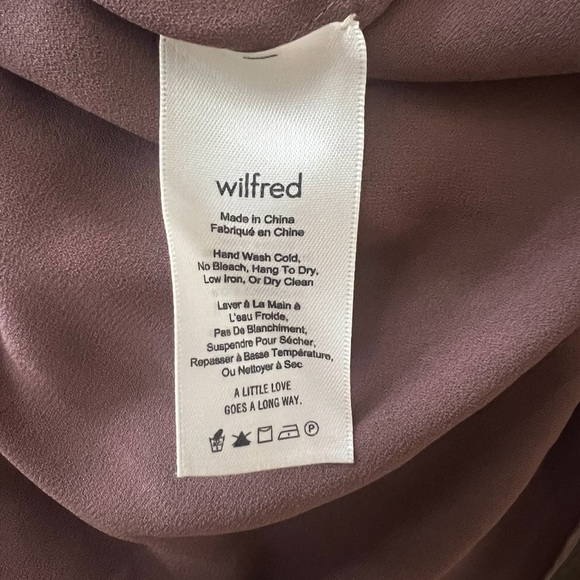 wilfred
Made in China
Fabriqué en Chine
Hand Wash Cold,
No Bleach, Hang To Dry,
Low Iron, Or Dry Clean
Laver à La Main à
L'eau Froide,
Pas De Blanchiment,
Suspendre Pour Sécher,
Repasser à Basse Température,
Ou Nettoyer à Sec
A LITTLE LOVE
GOES A LONG WAY.
P